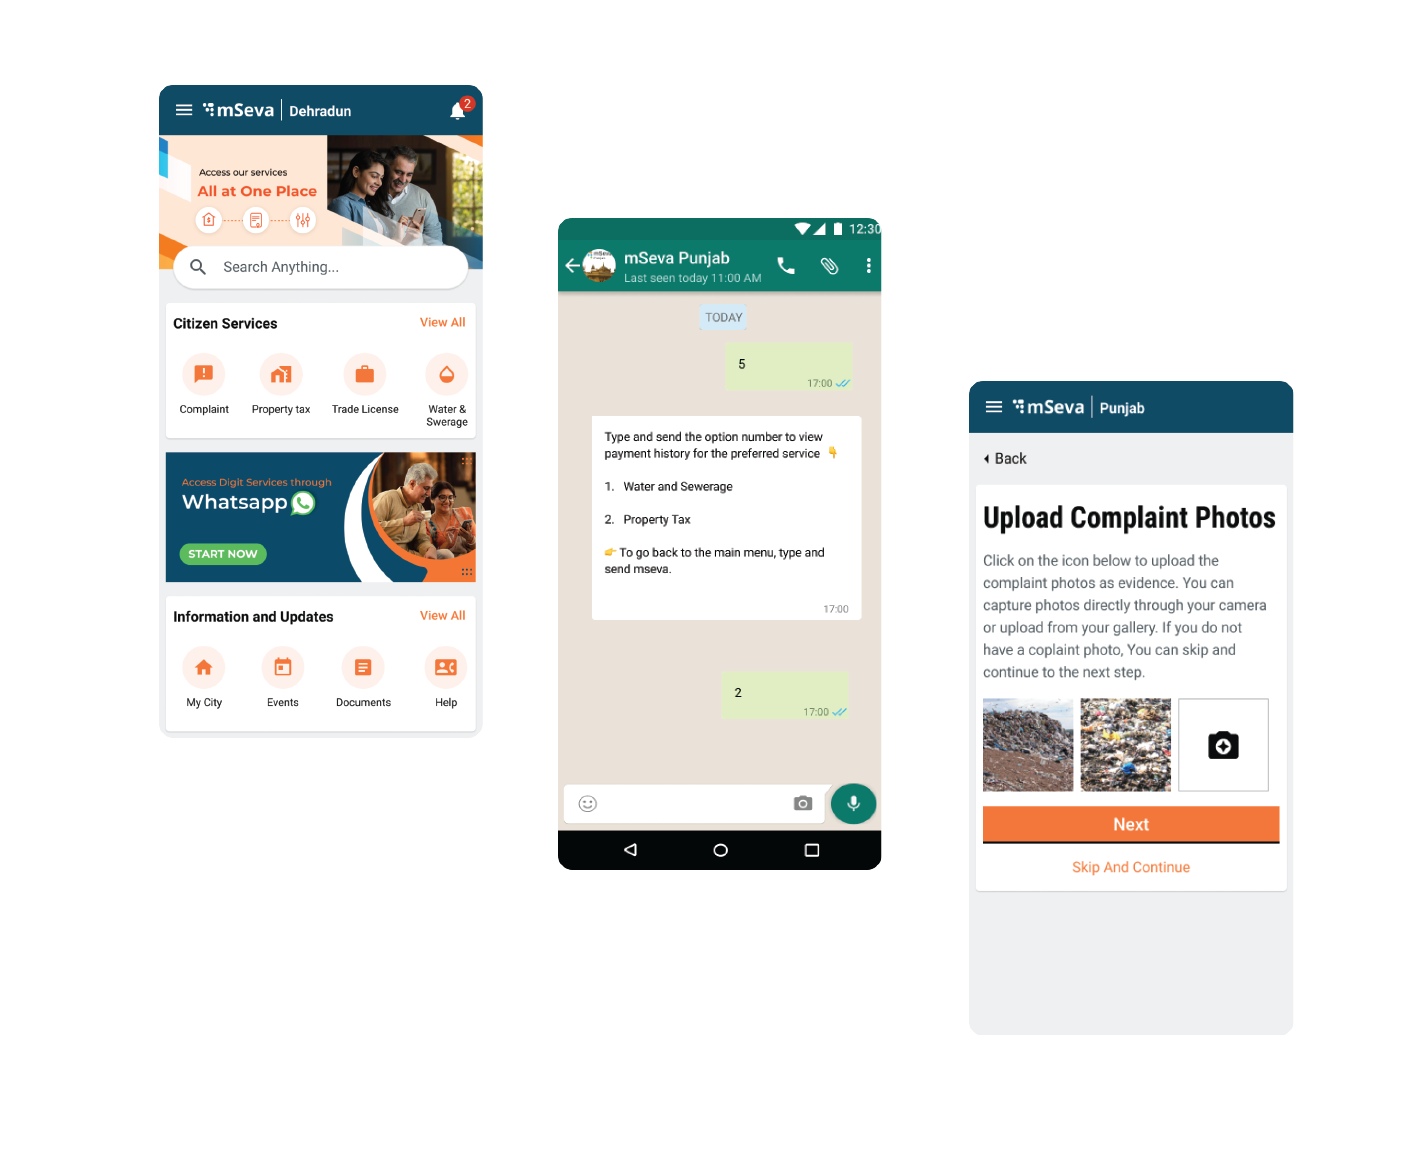 mSeva | Dehradun
2
Access our services
All at One Place
Search Anything...
Citizen Services
View All
Complaint
Property tax
Trade License
Water &
Swerage
Access Digit Services through
Whatsapp
START NOW
Information and Updates
View All
My City
Events
Documents
Help
12:30
mSeva Punjab
Last seen today 11:00 AM
TODAY
5
17:00
Type and send the option number to view
payment history for the preferred service 👇
1. Water and Sewerage
2. Property Tax
👉 To go back to the main menu, type and
send mseva.
17:00
2
17:00
mSeva | Punjab
Back
Upload Complaint Photos
Click on the icon below to upload the
complaint photos as evidence. You can
capture photos directly through your camera
or upload from your gallery. If you do not
have a coplaint photo, You can skip and
continue to the next step.
Next
Skip And Continue